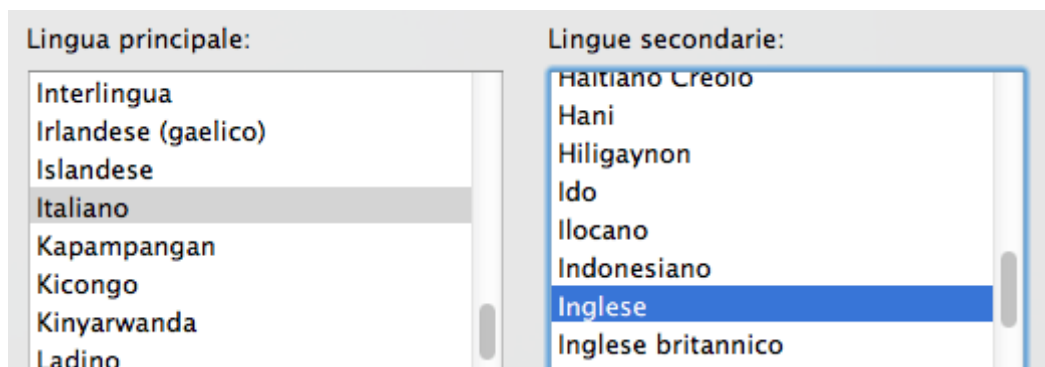 Lingua principale:
Interlingua
Irlandese (gaelico)
Islandese
Italiano
Kapampangan
Kicongo
Kinyarwanda
Ladino
Lingue secondarie:
Haitiano Creolo
Hani
Hiligaynon
Ido
Ilocano
Indonesiano
Inglese
Inglese britannico